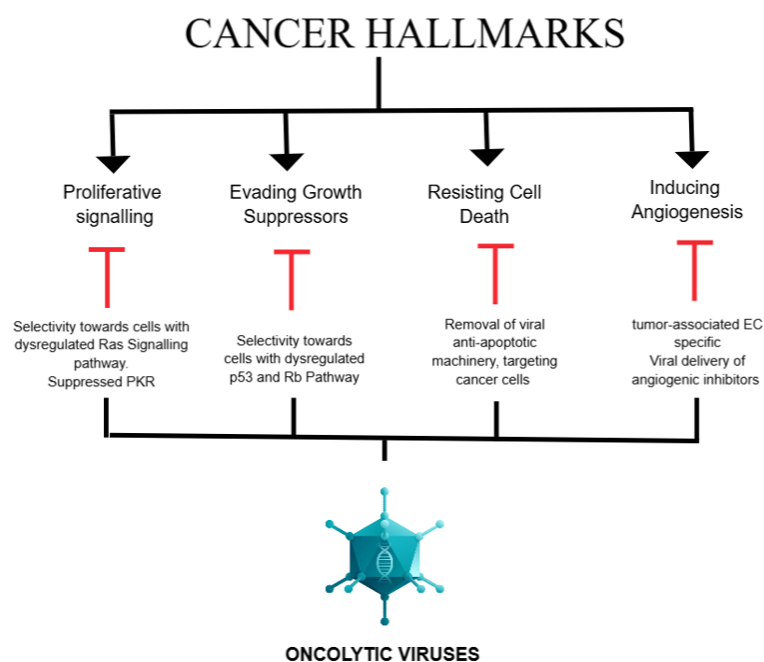 CANCER HALLMARKS
Proliferative
signalling
Evading Growth
Suppressors
Resisting Cell
Death
Inducing
Angiogenesis
Selectivity towards cells with
dysregulated Ras Signalling
pathway.
Suppressed PKR
Selectivity towards
cells with dysregulated
p53 and Rb Pathway
Removal of viral
anti-apoptotic
machinery, targeting
cancer cells
tumor-associated EC
specific
Viral delivery of
angiogenic inhibitors
ONCOLYTIC VIRUSES